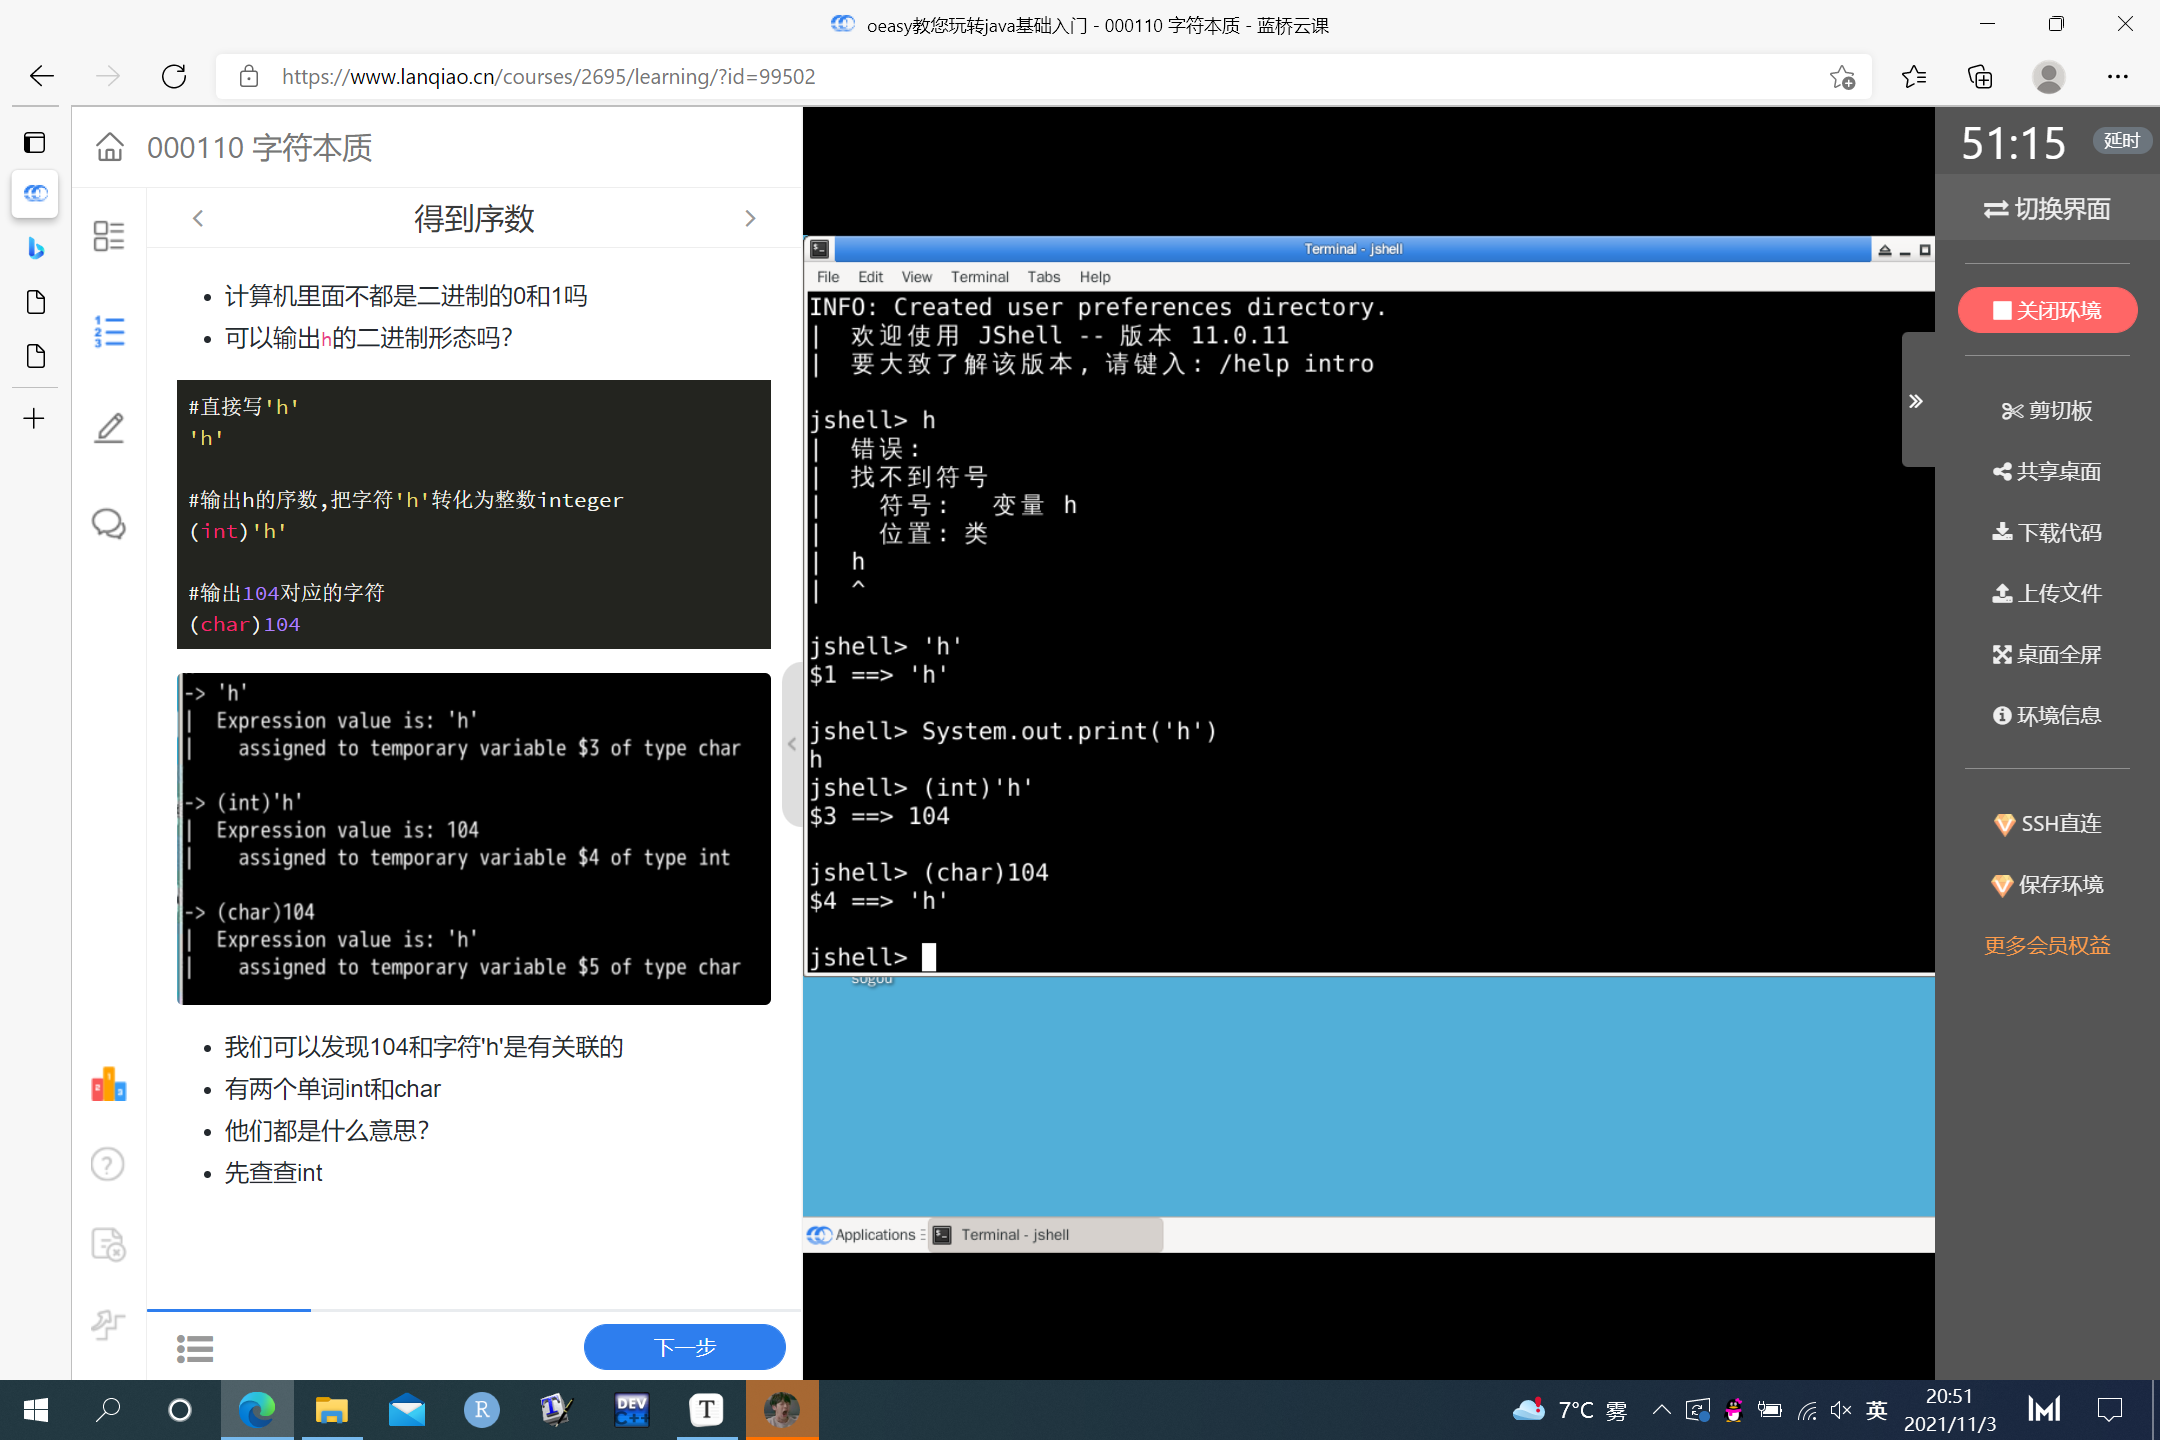 oeasy教您玩转java基础入门 - 000110 字符本质 - 蓝桥云课
https://www.lanqiao.cn/courses/2695/learning/?id=99502
000110 字符本质
得到序数
计算机里面不都是二进制的0和1吗
可以输出h的二进制形态吗？
#直接写'h'
'h'
#输出h的序数,把字符'h'转化为整数integer
(int)'h'
#输出104对应的字符
(char)104
-> 'h'
|  Expression value is: 'h'
|    assigned to temporary variable $3 of type char
-> (int)'h'
|  Expression value is: 104
|    assigned to temporary variable $4 of type int
-> (char)104
|  Expression value is: 'h'
|    assigned to temporary variable $5 of type char
我们可以发现104和字符'h'是有关联的
有两个单词int和char
他们都是什么意思？
先查查int
下一步
Terminal - jshell
File Edit View Terminal Tabs Help
INFO: Created user preferences directory.
|  欢迎使用 JShell -- 版本 11.0.11
|  要大致了解该版本, 请键入: /help intro
jshell> h
|  错误:
|  找不到符号
|    符号:   变量 h
|    位置: 类
|  h
|  ^
jshell> 'h'
$1 ==> 'h'
jshell> System.out.print('h')
h
jshell> (int)'h'
$3 ==> 104
jshell> (char)104
$4 ==> 'h'
jshell>
sogou
Applications
Terminal - jshell
51:15 延时
切换界面
关闭环境
剪切板
共享桌面
下载代码
上传文件
桌面全屏
环境信息
SSH直连
保存环境
更多会员权益
R
DEV C++
T
7°C 雾
英
20:51
2021/11/3